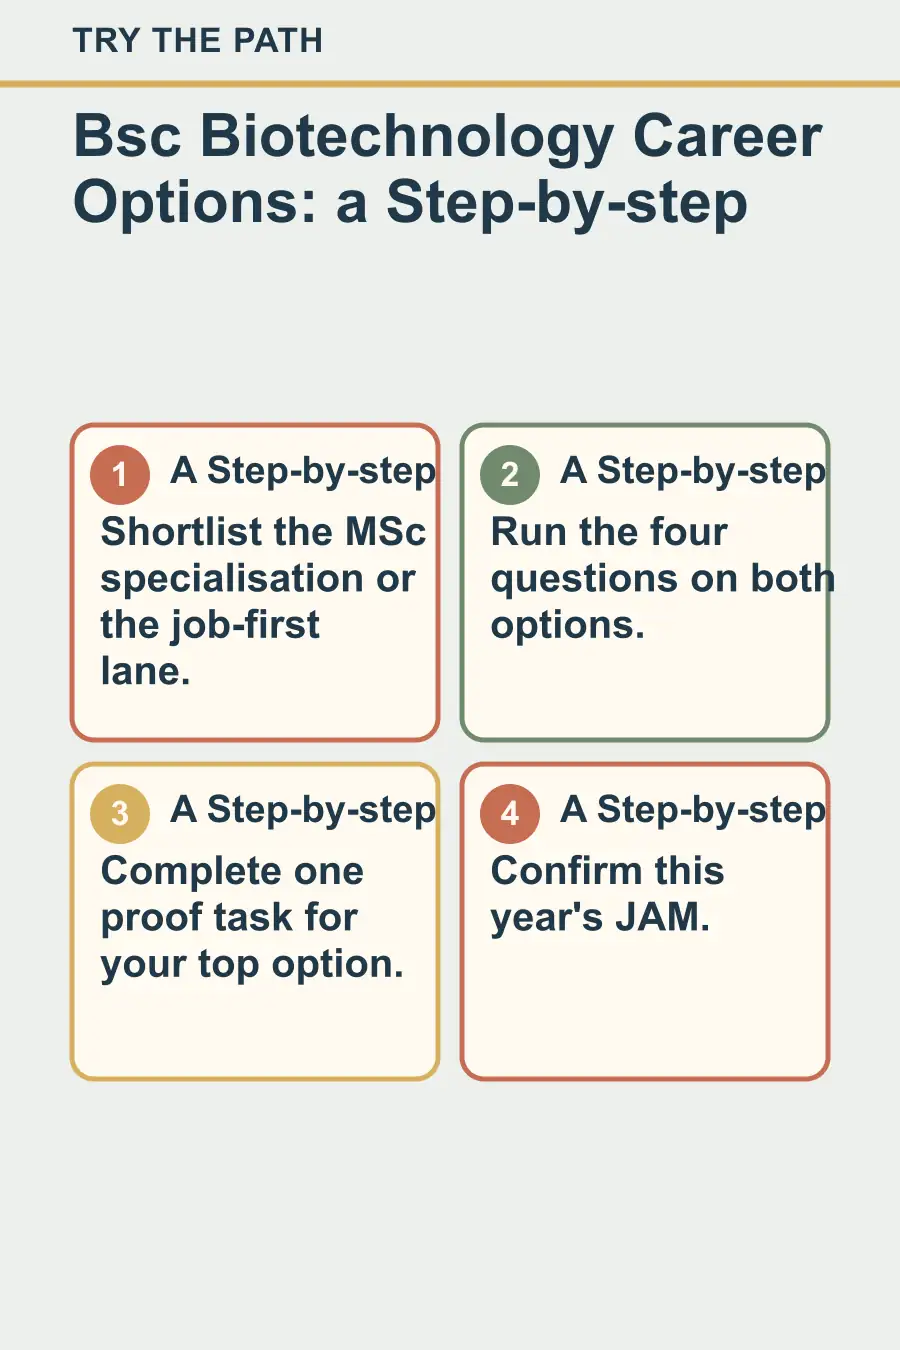 TRY THE PATH
Bsc Biotechnology Career
Options: a Step-by-step
1 A Step-by-step
Shortlist the MSc
specialisation or
the job-first
lane.
2 A Step-by-step
Run the four
questions on both
options.
3 A Step-by-step
Complete one
proof task for
your top option.
4 A Step-by-step
Confirm this
year's JAM.